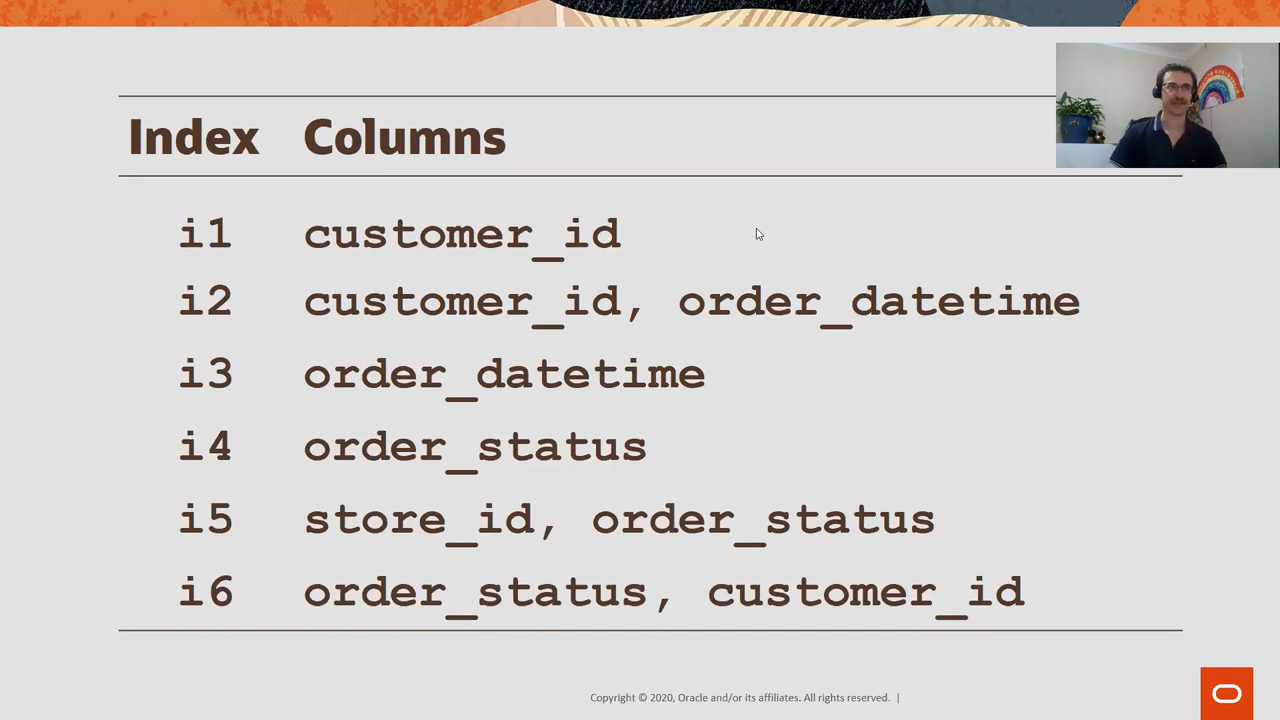 Index Columns
i1 customer_id
i2 customer_id, order_datetime
i3 order_datetime
i4 order_status
i5 store_id, order_status
i6 order_status, customer_id
Copyright © 2020, Oracle and/or its affiliates. All rights reserved. |